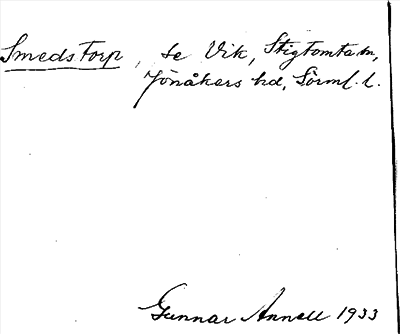 Smedstorp, se Vik, Stigtomta sn,
Jönåkers hd, Sörml. l.
Gunnar Annell 1933